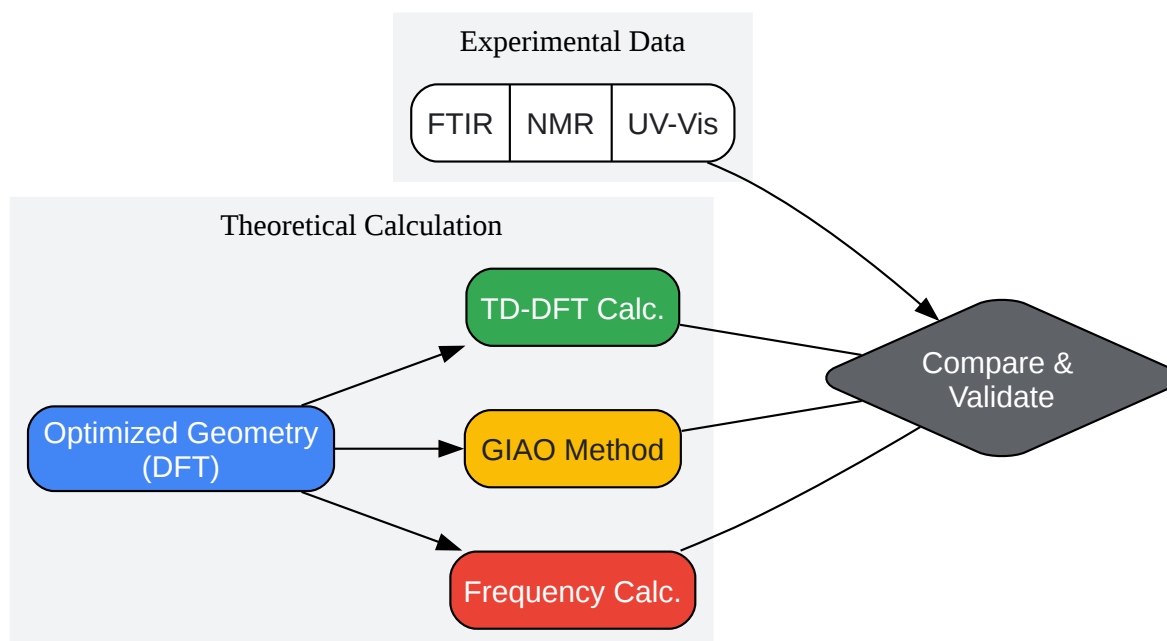 Experimental Data
FTIR NMR UV-Vis
Theoretical Calculation
TD-DFT Calc.
Compare &
Validate
Optimized Geometry
(DFT)
GIAO Method
Frequency Calc.